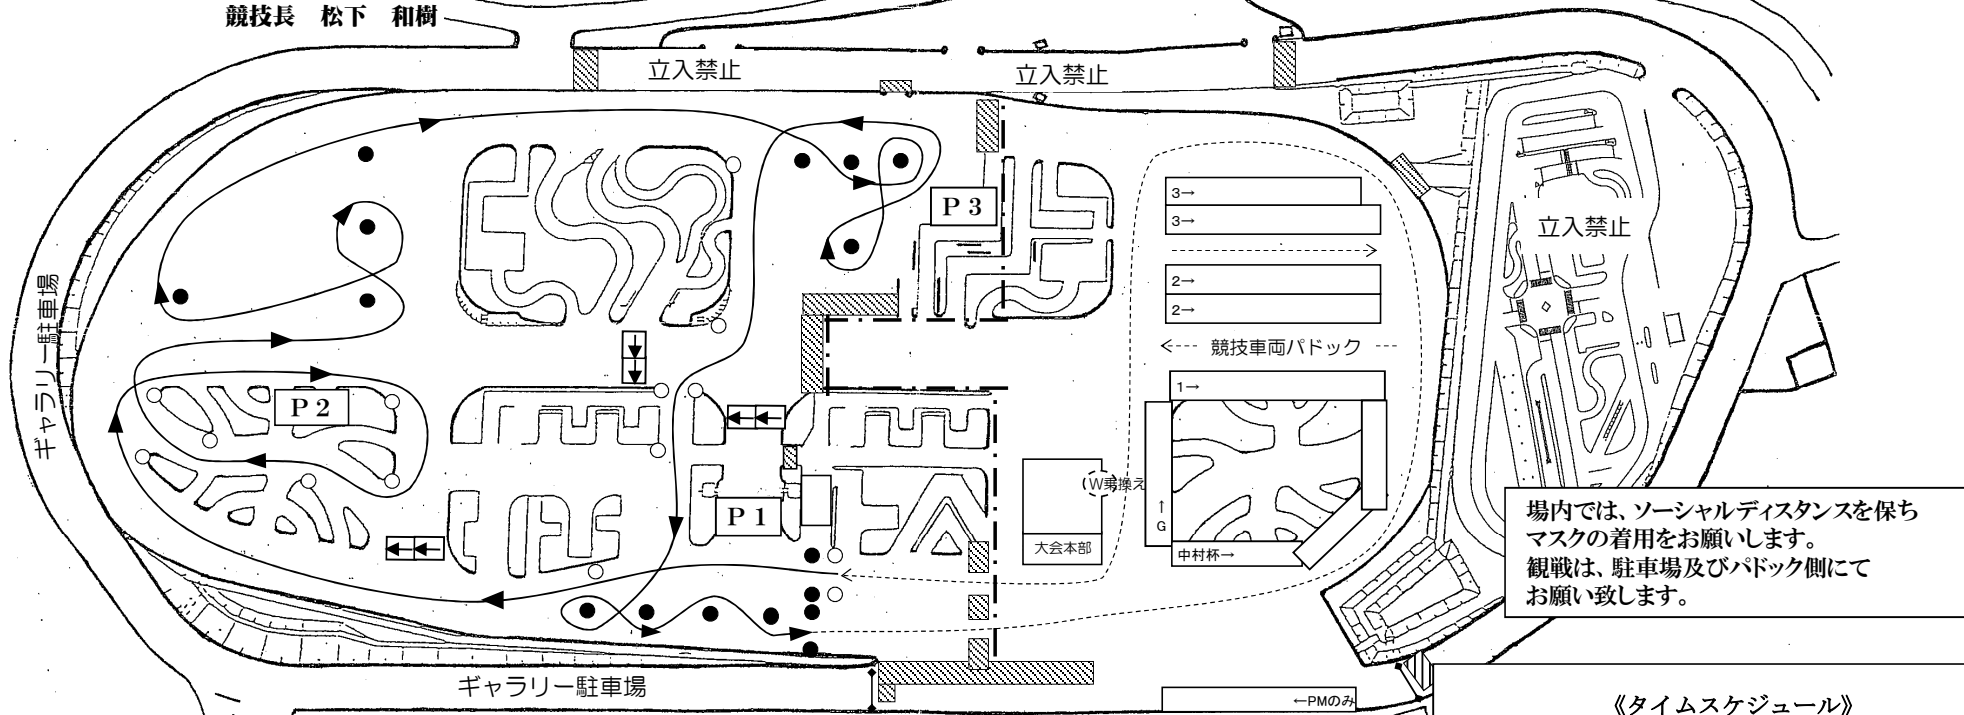 競技長　松下　和樹
立入禁止
立入禁止
P 3
3→
3→
立入禁止
2→
2→
競技車両パドック
ギャラリー駐車場
P 2
1→
W乗換え
↑
G
P 1
大会本部
中村杯→
場内では、ソーシャルディスタンスを保ち
マスクの着用をお願いします。
観戦は、駐車場及びパドック側にて
お願い致します。
ギャラリー駐車場
←PMのみ
《タイムスケジュール》